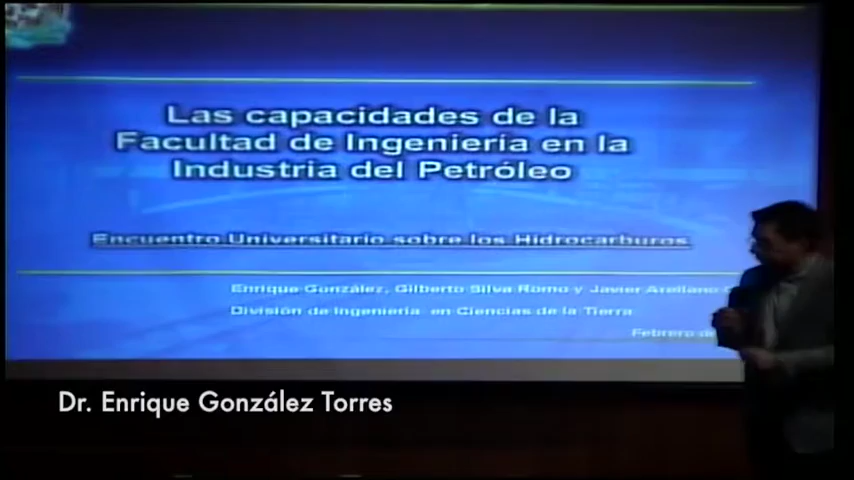 Las capacidades de la
Facultad de Ingeniería en la
Industria del Petróleo
Encuentro Universitario sobre los Hidrocarburos
Enrique González, Gilberto Silva Romo y Javier Arellano
División de Ingeniería en Ciencias de la Tierra
Febrero de
Dr. Enrique González Torres